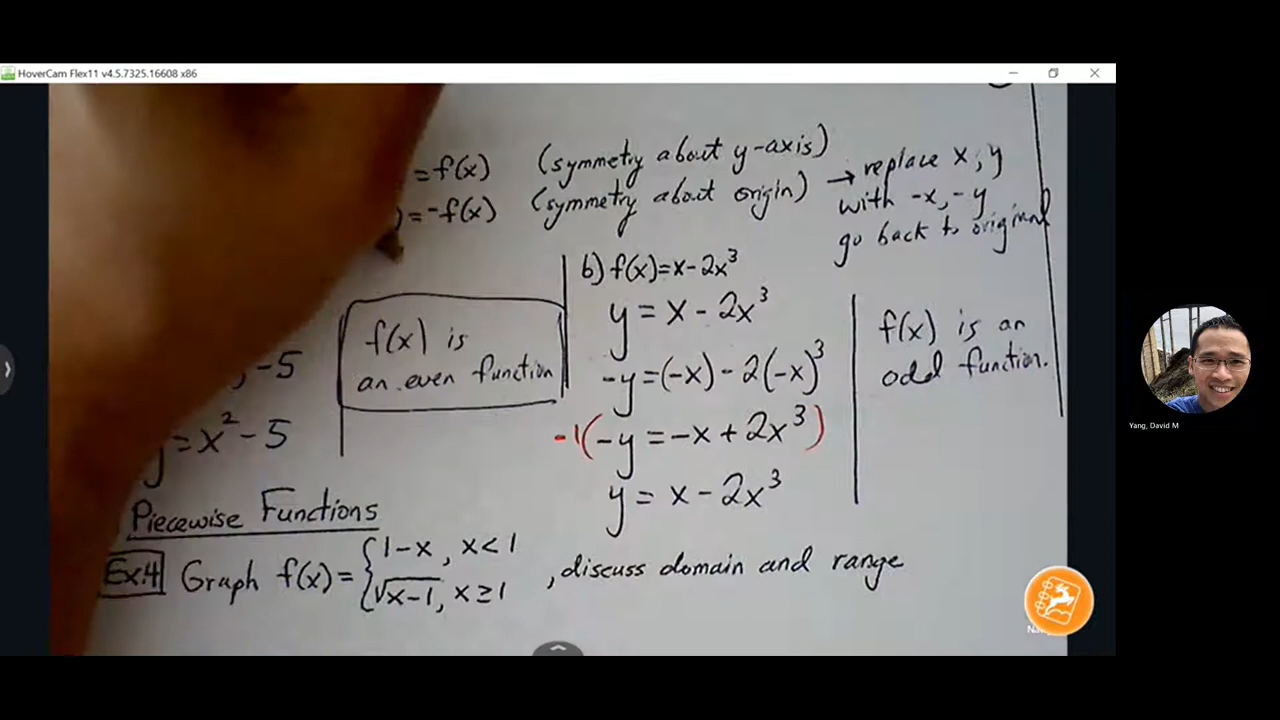 HoverCam Flex11 v4.5.7325.16608 x86
=f(x) (symmetry about y-axis)
)=-f(x) (symmetry about origin)
→ replace x, y
with -x, -y
go back to original
-5
y=x²-5
f(x) is
an even function
b) f(x)=x-2x³
y = x - 2x³
-y=(-x)-2(-x)³
-1(-y=-x+2x³)
y = x - 2x³
f(x) is an
odd function.
Yang, David M
Piecewise Functions
Ex.4 Graph f(x)={1-x, x<1
√x-1, x≥1
, discuss domain and range